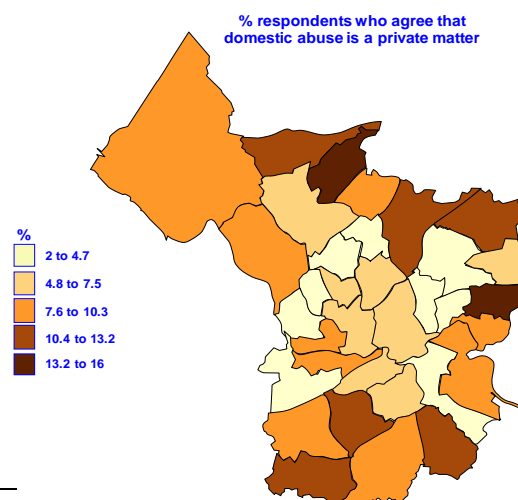 % respondents who agree that
domestic abuse is a private matter
%
2 to 4.7
4.8 to 7.5
7.6 to 10.3
10.4 to 13.2
13.2 to 16